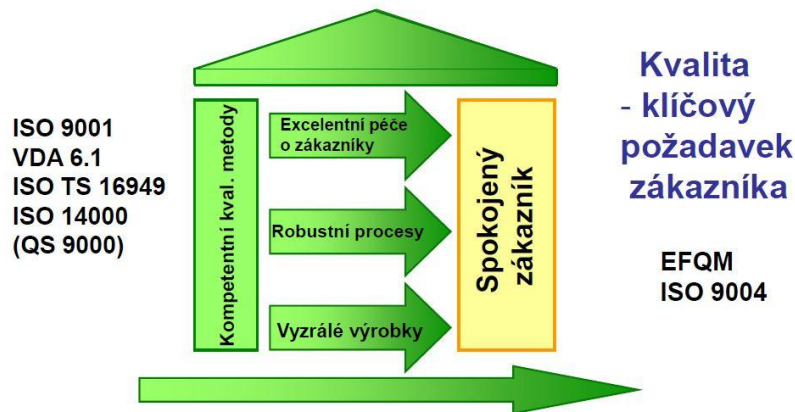 ISO 9001
VDA 6.1
ISO TS 16949
ISO 14000
(QS 9000)
Kompetentní kval. metody
Excelentní péče
o zákazníky
Robustní procesy
Vyzrálé výrobky
Spokojený
zákazník
Kvalita
- klíčový
požadavek
zákazníka
EFQM
ISO 9004